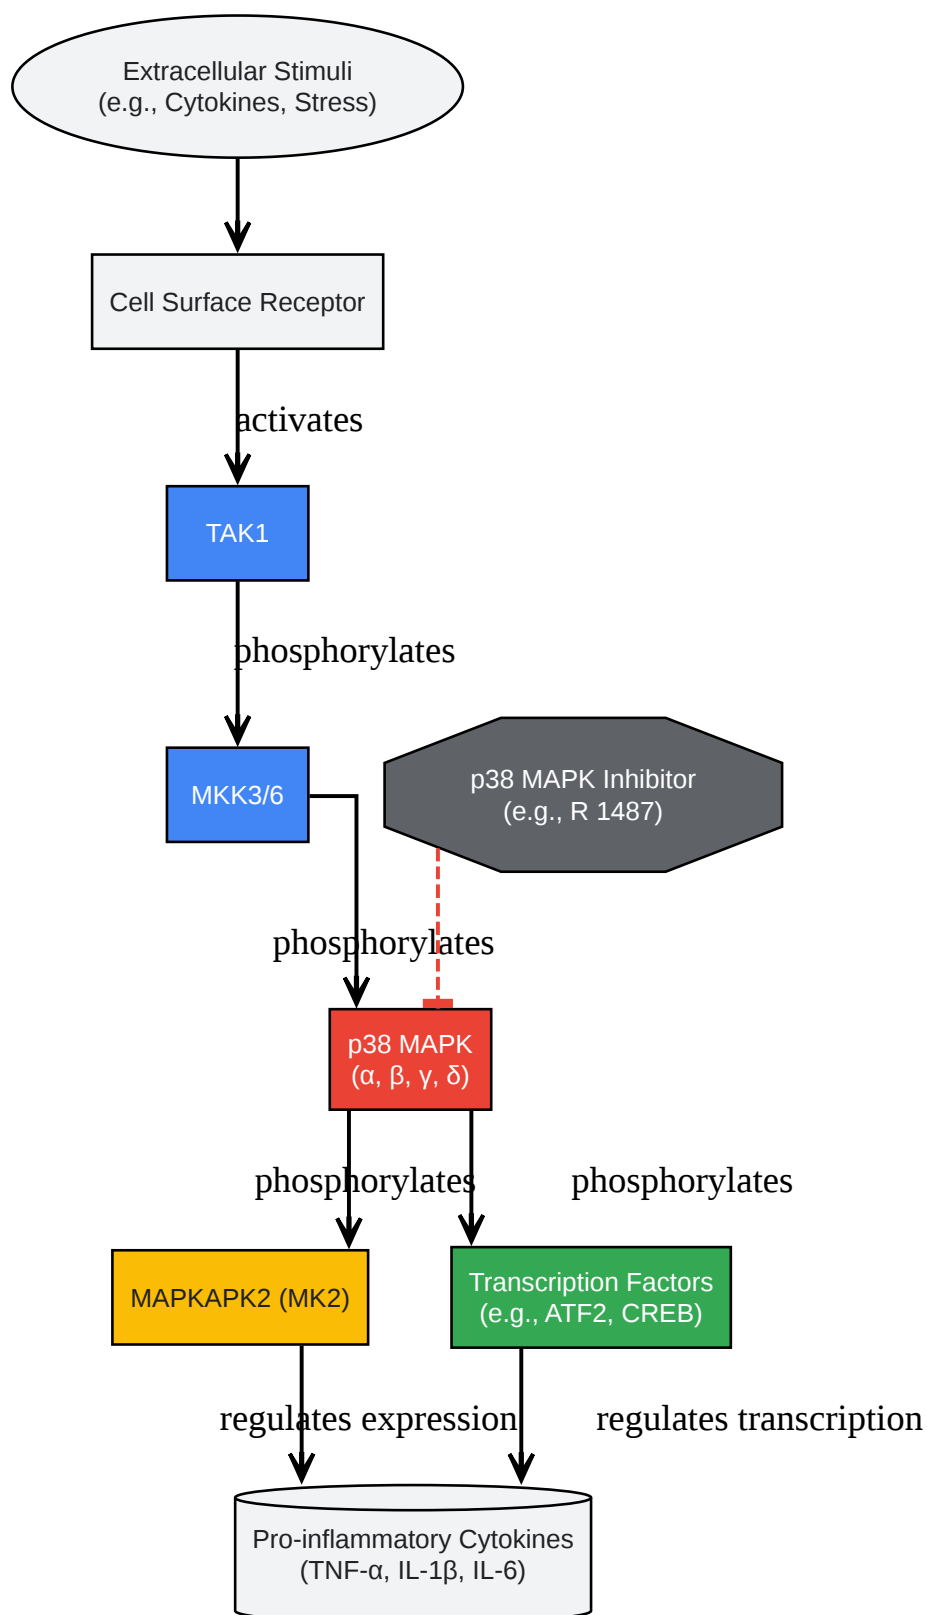 Extracellular Stimuli
(e.g., Cytokines, Stress)
Cell Surface Receptor
activates
TAK1
phosphorylates
MKK3/6
p38 MAPK Inhibitor
(e.g., R 1487)
phosphorylates
p38 MAPK
(α, β, γ, δ)
phosphorylates
phosphorylates
MAPKAPK2 (MK2)
Transcription Factors
(e.g., ATF2, CREB)
regulates expression
regulates transcription
Pro-inflammatory Cytokines
(TNF-α, IL-1β, IL-6)